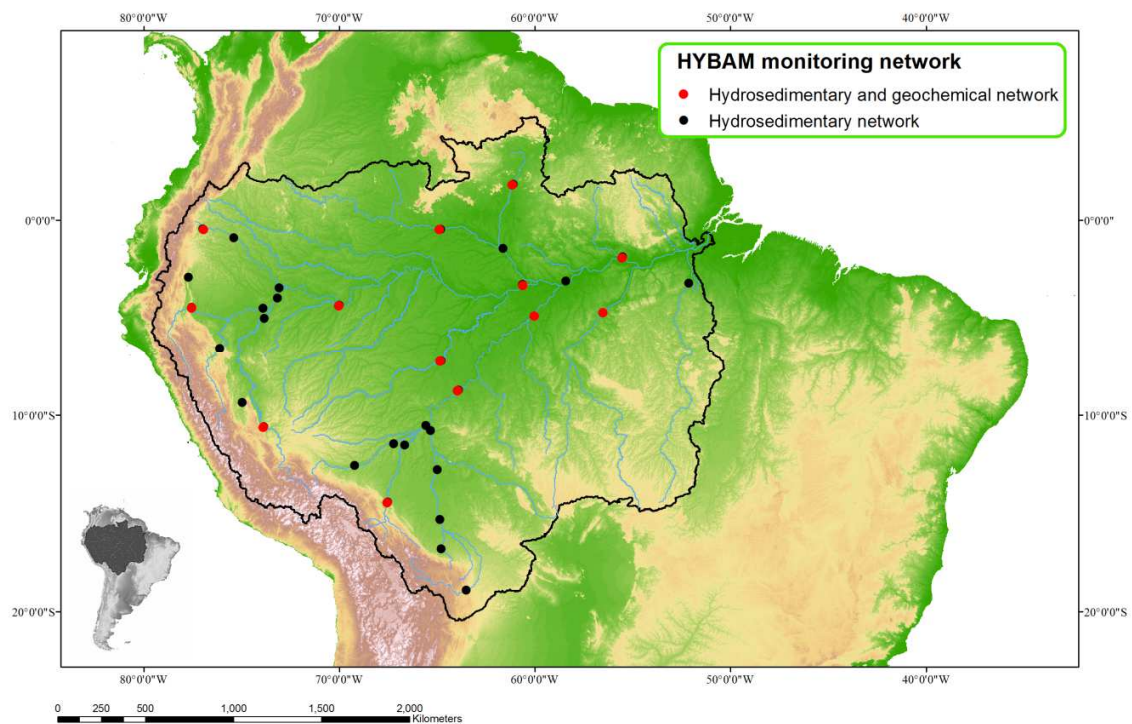 80°0'0"W 70°0'0"W 60°0'0"W 50°0'0"W 40°0'0"W
HYBAM monitoring network
Hydrosedimentary and geochemical network
Hydrosedimentary network
0°0'0" 0°0'0"
10°0'0"S 10°0'0"S
20°0'0"S 20°0'0"S
80°0'0"W 70°0'0"W 60°0'0"W 50°0'0"W 40°0'0"W
0 250 500 1,000 1,500 2,000
Kilometers